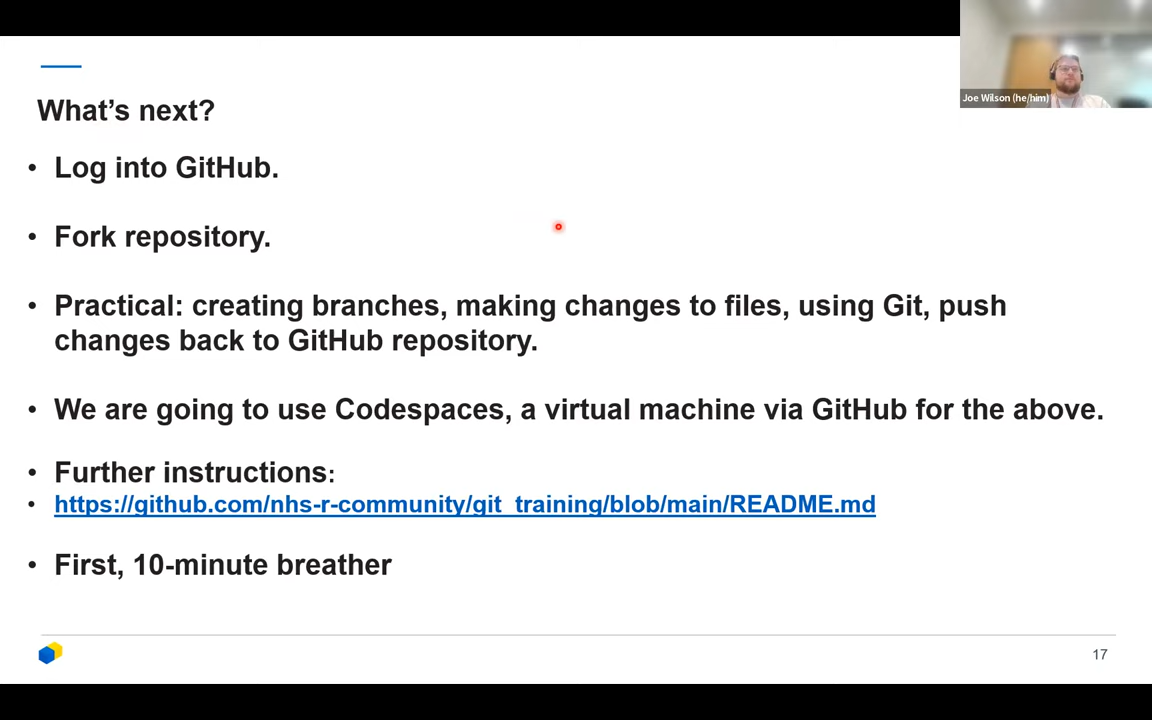 Joe Wilson (he/him)
What’s next?
• Log into GitHub.
• Fork repository.
• Practical: creating branches, making changes to files, using Git, push
changes back to GitHub repository.
• We are going to use Codespaces, a virtual machine via GitHub for the above.
• Further instructions:
• https://github.com/nhs-r-community/git_training/blob/main/README.md
• First, 10-minute breather
17